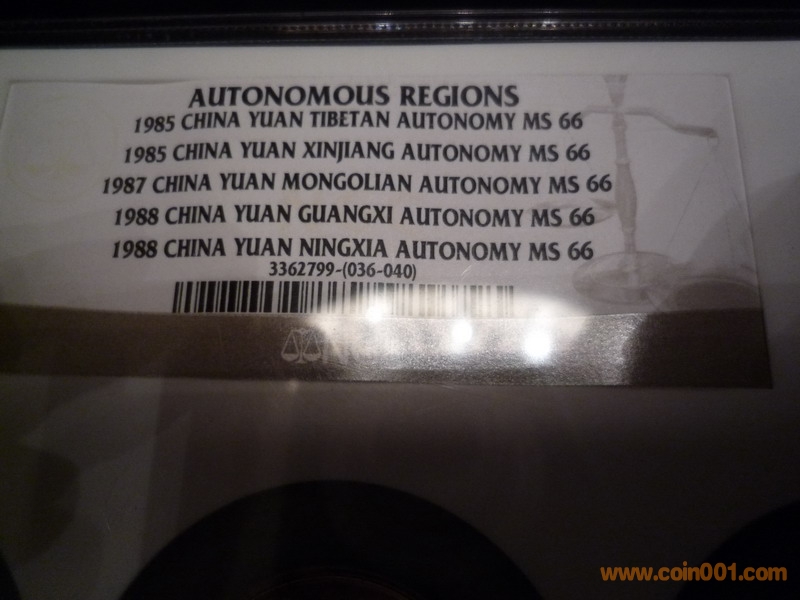 AUTONOMOUS REGIONS
1985 CHINA YUAN TIBETAN AUTONOMY MS 66
1985 CHINA YUAN XINJIANG AUTONOMY MS 66
1987 CHINA YUAN MONGOLIAN AUTONOMY MS 66
1988 CHINA YUAN GUANGXI AUTONOMY MS 66
1988 CHINA YUAN NINGXIA AUTONOMY MS 66
3362799-(036-040)
www.coin001.com